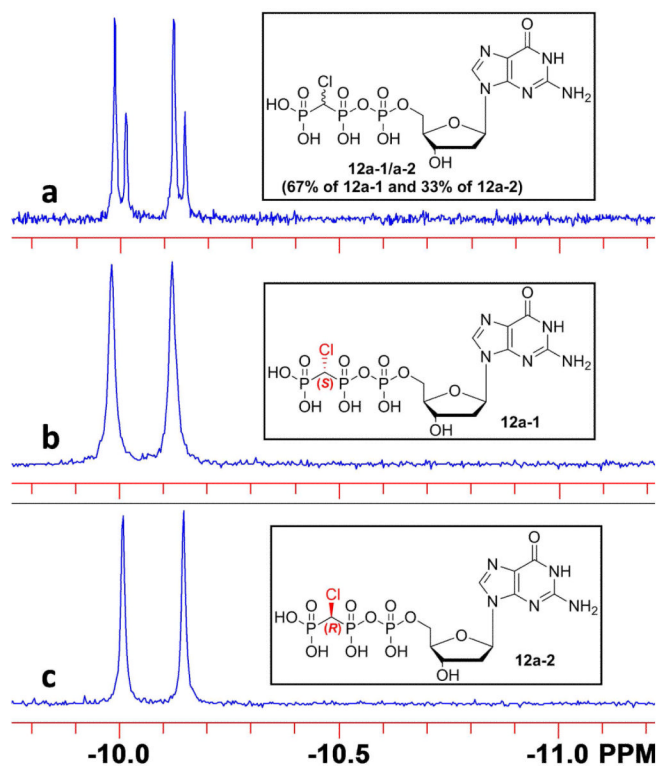 O
N
NH
N
N
NH2
Cl
O O O
HO P P O P O O
OH OH OH
OH
12a-1/a-2
(67% of 12a-1 and 33% of 12a-2)
a
O
N
NH
N
N
NH2
Cl
O O O
HO P P O P O O
(S)
OH OH OH
OH
12a-1
b
O
N
NH
N
N
NH2
Cl
O O O
HO P P O P O O
(R)
OH OH OH
OH
12a-2
c
-10.0 -10.5 -11.0 PPM